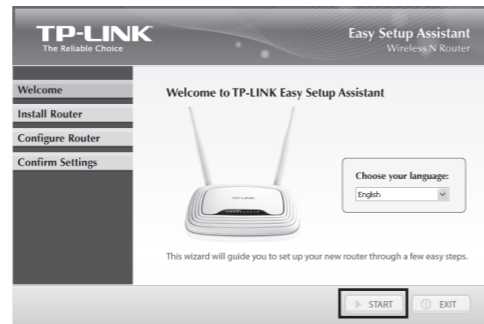 TP-LINK
The Reliable Choice
Easy Setup Assistant
Wireless N Router
Welcome
Install Router
Configure Router
Confirm Settings
Welcome to TP-LINK Easy Setup Assistant
TP-LINK
Choose your language:
English
This wizard will guide you to set up your new router through a few easy steps.
START
EXIT